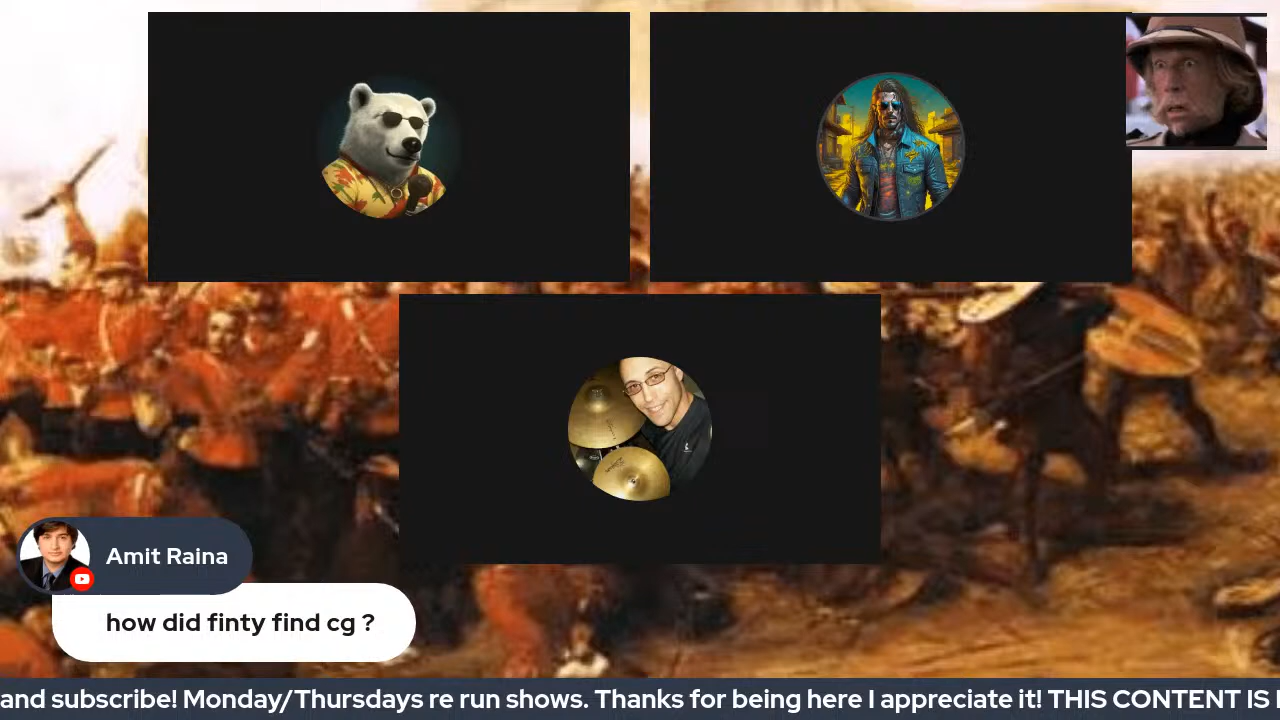 Amit Raina
how did finty find cg ?
and subscribe! Monday/Thursdays re run shows. Thanks for being here I appreciate it! THIS CONTENT IS